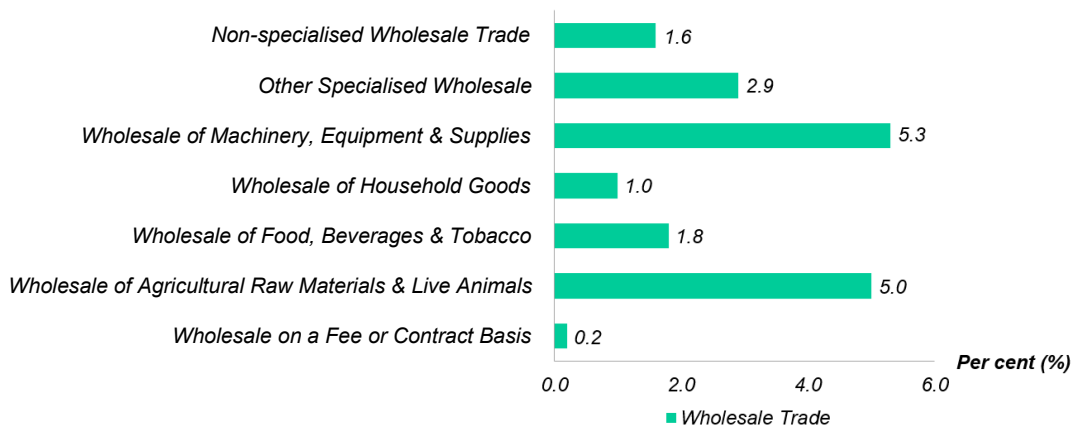 Non-specialised Wholesale Trade 1.6
Other Specialised Wholesale 2.9
Wholesale of Machinery, Equipment & Supplies 5.3
Wholesale of Household Goods 1.0
Wholesale of Food, Beverages & Tobacco 1.8
Wholesale of Agricultural Raw Materials & Live Animals 5.0
Wholesale on a Fee or Contract Basis 0.2
Per cent (%)
0.0 2.0 4.0 6.0
Wholesale Trade